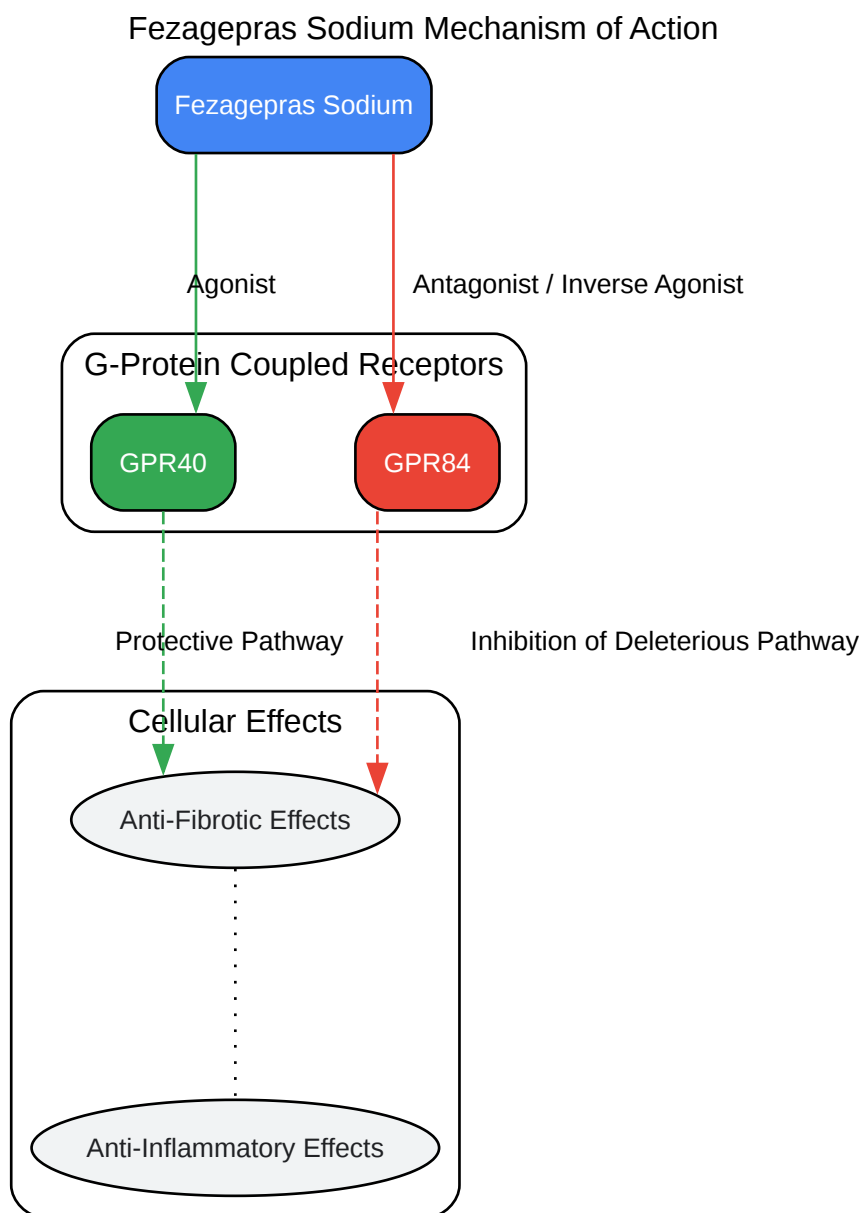 Fezagepras Sodium Mechanism of Action
Fezagepras Sodium
Agonist
Antagonist / Inverse Agonist
G-Protein Coupled Receptors
GPR40
GPR84
Protective Pathway
Inhibition of Deleterious Pathway
Cellular Effects
Anti-Fibrotic Effects
Anti-Inflammatory Effects